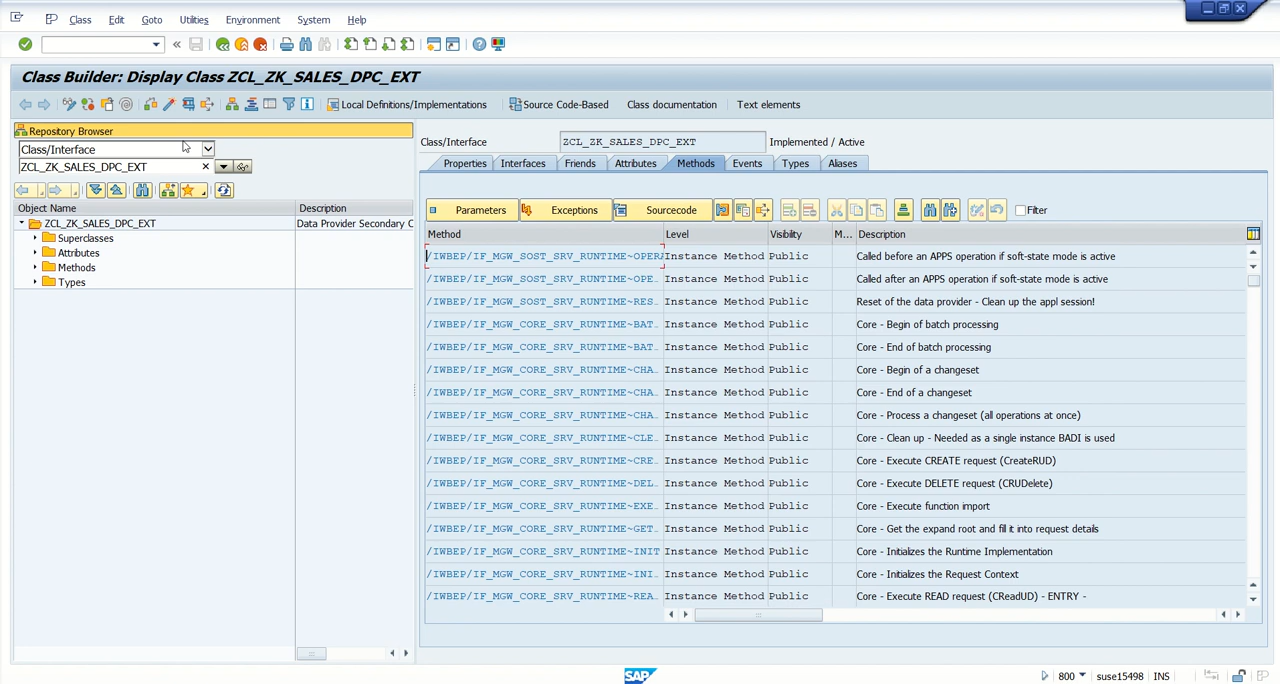 Class Edit Goto Utilities Environment System Help
Class Builder: Display Class ZCL_ZK_SALES_DPC_EXT
Local Definitions/Implementations Source Code-Based Class documentation Text elements
Repository Browser
Class/Interface
ZCL_ZK_SALES_DPC_EXT
Object Name Description
ZCL_ZK_SALES_DPC_EXT Data Provider Secondary C
Superclasses
Attributes
Methods
Types
Class/Interface ZCL_ZK_SALES_DPC_EXT Implemented / Active
Properties Interfaces Friends Attributes Methods Events Types Aliases
Parameters Exceptions Sourcecode Filter
Method Level Visibility M... Description
/IWBEP/IF_MGW_SOST_SRV_RUNTIME~OPERA Instance Method Public Called before an APPS operation if soft-state mode is active
/IWBEP/IF_MGW_SOST_SRV_RUNTIME~OPE... Instance Method Public Called after an APPS operation if soft-state mode is active
/IWBEP/IF_MGW_SOST_SRV_RUNTIME~RES... Instance Method Public Reset of the data provider - Clean up the appl session!
/IWBEP/IF_MGW_CORE_SRV_RUNTIME~BAT... Instance Method Public Core - Begin of batch processing
/IWBEP/IF_MGW_CORE_SRV_RUNTIME~BAT... Instance Method Public Core - End of batch processing
/IWBEP/IF_MGW_CORE_SRV_RUNTIME~CHA... Instance Method Public Core - Begin of a changeset
/IWBEP/IF_MGW_CORE_SRV_RUNTIME~CHA... Instance Method Public Core - End of a changeset
/IWBEP/IF_MGW_CORE_SRV_RUNTIME~CHA... Instance Method Public Core - Process a changeset (all operations at once)
/IWBEP/IF_MGW_CORE_SRV_RUNTIME~CLE... Instance Method Public Core - Clean up - Needed as a single instance BADI is used
/IWBEP/IF_MGW_CORE_SRV_RUNTIME~CRE... Instance Method Public Core - Execute CREATE request (CreateRUD)
/IWBEP/IF_MGW_CORE_SRV_RUNTIME~DEL... Instance Method Public Core - Execute DELETE request (CRUDelete)
/IWBEP/IF_MGW_CORE_SRV_RUNTIME~EXE... Instance Method Public Core - Execute function import
/IWBEP/IF_MGW_CORE_SRV_RUNTIME~GET... Instance Method Public Core - Get the expand root and fill it into request details
/IWBEP/IF_MGW_CORE_SRV_RUNTIME~INIT Instance Method Public Core - Initializes the Runtime Implementation
/IWBEP/IF_MGW_CORE_SRV_RUNTIME~INI... Instance Method Public Core - Initializes the Request Context
/IWBEP/IF_MGW_CORE_SRV_RUNTIME~REA... Instance Method Public Core - Execute READ request (CReadUD) - ENTRY -
SAP 800 suse15498 INS